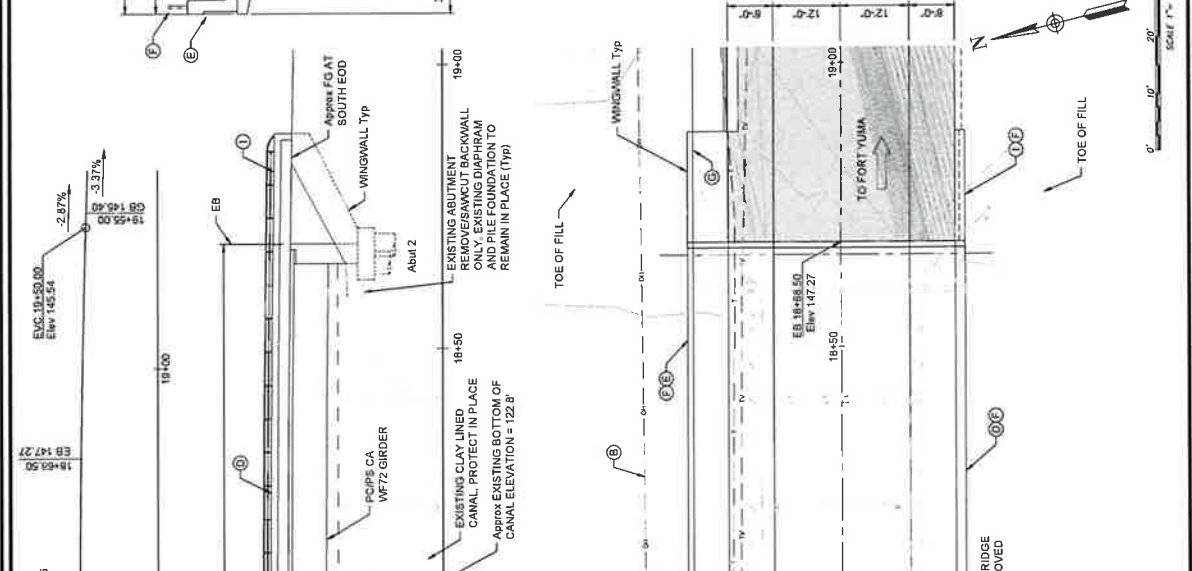 F
E
-2.87%
-3.37%
19+55.00
GB 145.40
EVC 19+50.00
Elev 145.54
19+00
18+68.50
EB 147.27
19+00
Approx FG AT
SOUTH EOD
I
WINGWALL Typ
EB
Abut 2
EXISTING ABUTMENT
REMOVE/SAWCUT BACKWALL
ONLY, EXISTING DIAPHRAM
AND PILE FOUNDATION TO
REMAIN IN PLACE (Typ)
18+50
D
PC/PS CA
WF72 GIRDER
EXISTING CLAY LINED
CANAL, PROTECT IN PLACE
Approx EXISTING BOTTOM OF
CANAL ELEVATION = 122.8'
8'-0"
12'-0"
12'-0"
8'-0"
N
WINGWALL Typ
19+00
G
TO FORT YUMA
I F
TOE OF FILL
TOE OF FILL
EB 18+68.50
Elev 147.27
18+50
F E
B
D F
RIDGE
OVED
0'
10'
20'
SCALE 1"=